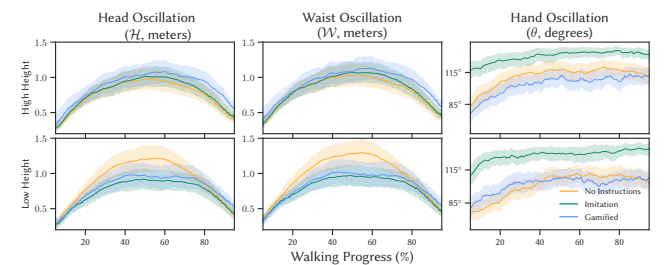 Head Oscillation
(ℋ, meters)
Waist Oscillation
(𝒲, meters)
Hand Oscillation
(θ, degrees)
High Height
1.5
1.0
0.5
1.5
1.0
0.5
115°
85°
Low Height
1.5
1.0
0.5
1.5
1.0
0.5
115°
85°
No Instructions
Imitation
Gamified
20 40 60 80
20 40 60 80
20 40 60 80
Walking Progress (%)